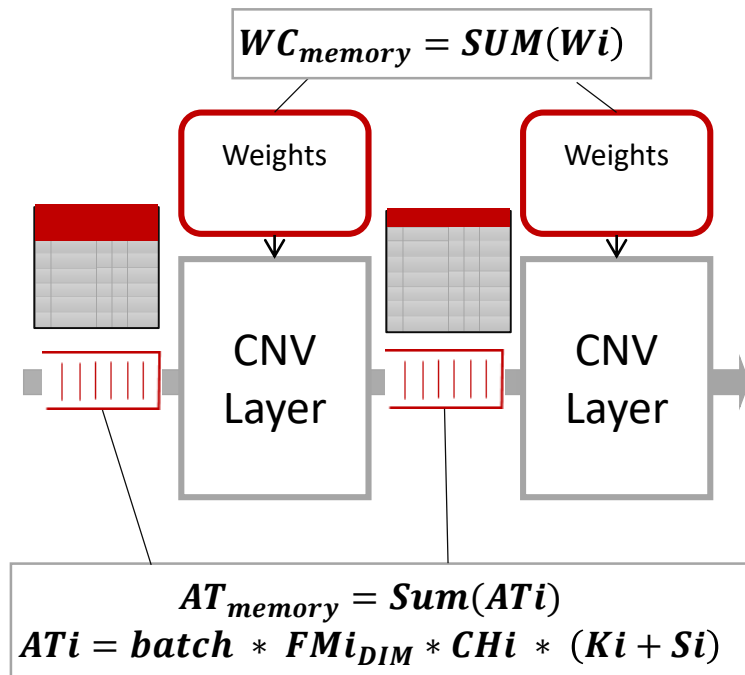 WC_memory = SUM(Wi)
Weights
Weights
CNV
Layer
CNV
Layer
AT_memory = Sum(ATi)
ATi = batch * FMi_DIM * CHi * (Ki + Si)